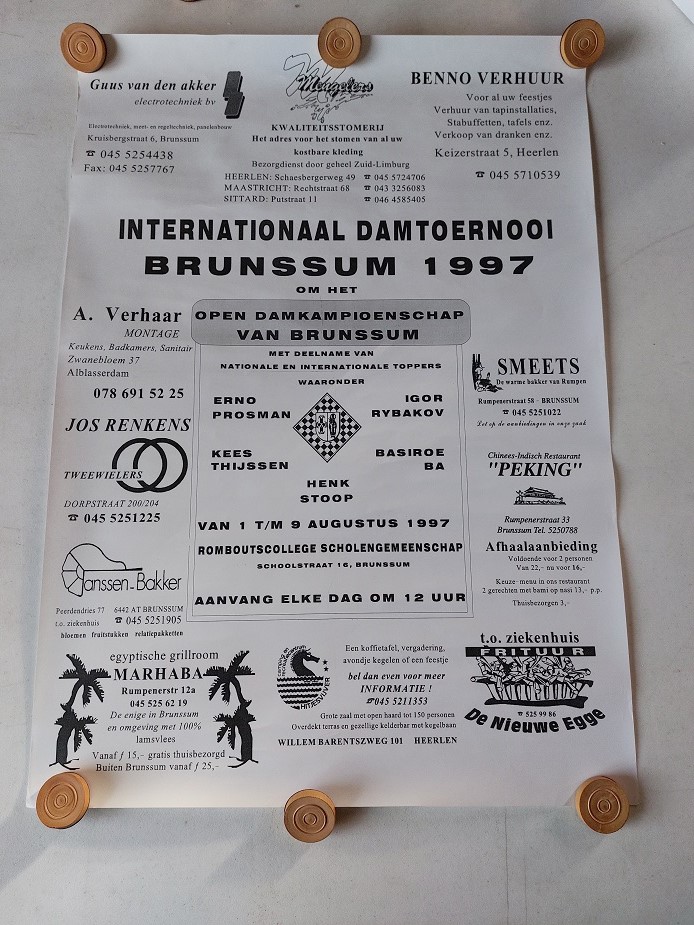 Guus van den akker
electrotechniek bv
Electrotechniek, meet- en regeltechniek, panelenbouw
Kruisbergstraat 6, Brunssum
☎ 045 5254438
Fax: 045 5257767
Mengelers
KWALITEITSSTOMERIJ
Het adres voor het stomen van al uw
kostbare kleding
Bezorgdienst door geheel Zuid-Limburg
HEERLEN: Schaesbergerweg 49 ☎ 045 5724706
MAASTRICHT: Rechtstraat 68 ☎ 043 3256083
SITTARD: Putstraat 11 ☎ 046 4585405
BENNO VERHUUR
Voor al uw feestjes
Verhuur van tapinstallaties,
Stabuffetten, tafels enz.
Verkoop van dranken enz.
Keizerstraat 5, Heerlen
☎ 045 5710539
INTERNATIONAAL DAMTOERNOOI
BRUNSSUM 1997
OM HET
OPEN DAMKAMPIOENSCHAP
VAN BRUNSSUM
MET DEELNAME VAN
NATIONALE EN INTERNATIONALE TOPPERS
WAARONDER
ERNO
PROSMAN
IGOR
RYBAKOV
KEES
THIJSSEN
BASIROE
BA
HENK
STOOP
VAN 1 T/M 9 AUGUSTUS 1997
ROMBOUTSCOLLEGE SCHOLENGEMEENSCHAP
SCHOOLSTRAAT 16, BRUNSSUM
AANVANG ELKE DAG OM 12 UUR
A. Verhaar
MONTAGE
Keukens, Badkamers, Sanitair
Zwanebloem 37
Alblasserdam
078 691 52 25
JOS RENKENS
TWEEWIELERS
DORPSTRAAT 200/204
☎ 045 5251225
Janssen-Bakker
Peerdendries 77 6442 AT BRUNSSUM
t.o. ziekenhuis ☎ 045 5251905
bloemen fruitstukken relatiepakketten
SMEETS
De warme bakker van Rumpen
Rumpenerstraat 58 - BRUNSSUM
☎ 045 5251022
Let op de aanbiedingen in onze zaak
Chinees-Indisch Restaurant
"PEKING"
Rumpenerstraat 33
Brunssum Tel. 5250788
Afhaalaanbieding
Voldoende voor 2 personen
Van 22,- nu voor 16,-
Keuze-menu in ons restaurant
2 gerechten met bami op nasi 13,- p.p.
Thuisbezorgen 3,-
egyptische grillroom
MARHABA
Rumpenerstr 12a
045 525 62 19
De enige in Brunssum
en omgeving met 100%
lamsvlees
Vanaf ƒ 15,- gratis thuisbezorgd
Buiten Brunssum vanaf ƒ 25,-
Een koffietafel, vergadering,
avondje kegelen of een feestje
bel dan even voor meer
INFORMATIE !
☎045 5211353
Grote zaal met open haard tot 150 personen
Overdekt terras en gezellige kelderbar met kegelbaan
WILLEM BARENTSZWEG 101 HEERLEN
t.o. ziekenhuis
FRITUUR
☎ 525 99 86
De Nieuwe Egge